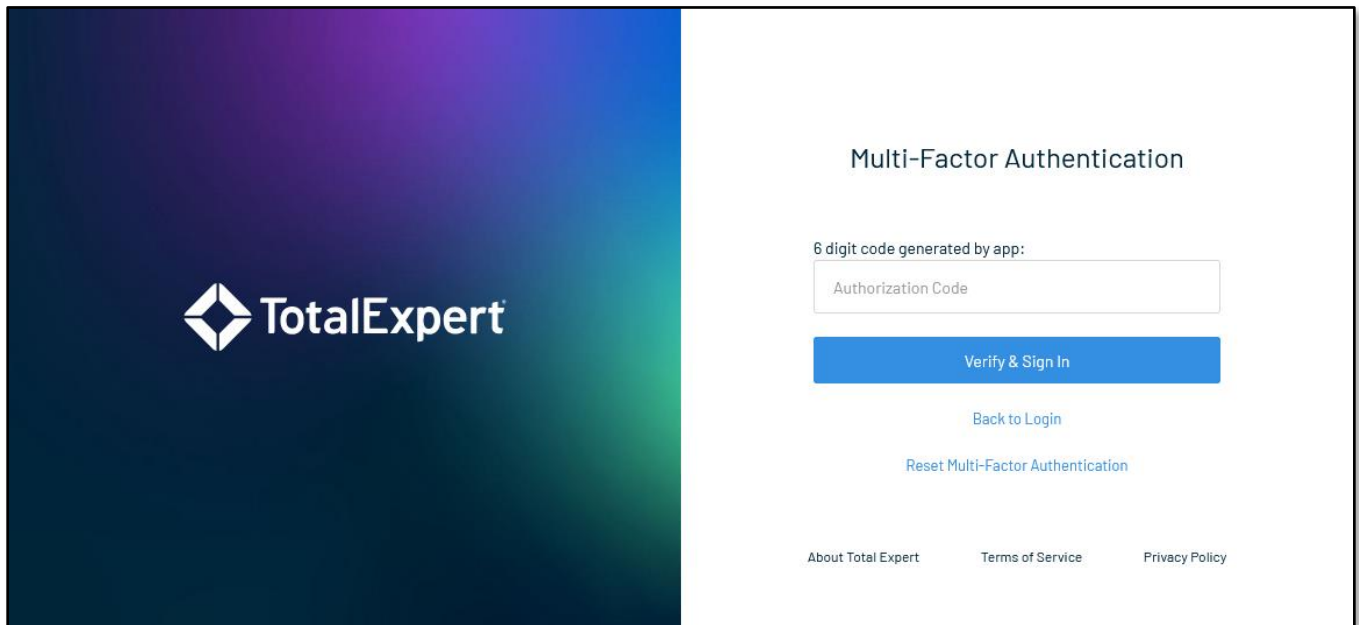 TotalExpert
Multi-Factor Authentication
6 digit code generated by app:
Authorization Code
Verify & Sign In
Back to Login
Reset Multi-Factor Authentication
About Total Expert Terms of Service Privacy Policy